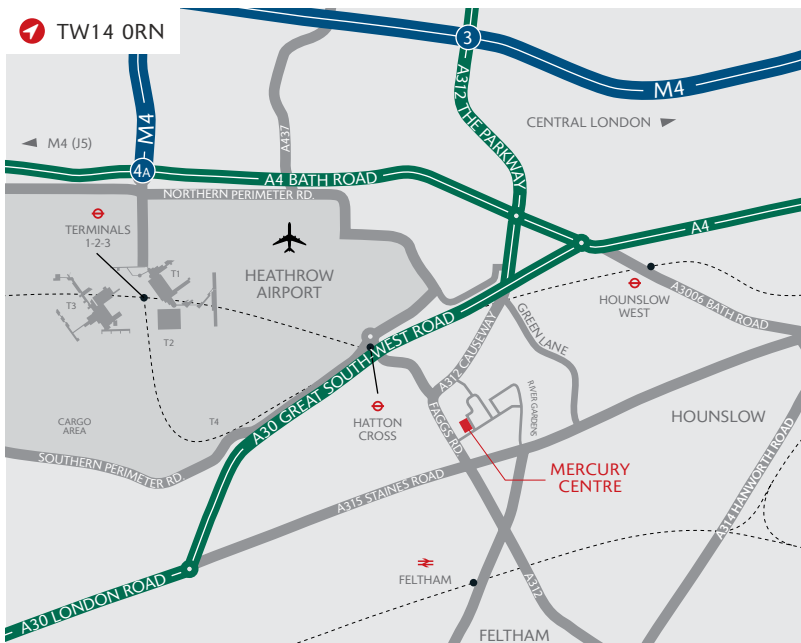 TW14 0RN
3
M4
A312 THE PARKWAY
M4
A437
CENTRAL LONDON
M4 (J5)
4A
A4 BATH ROAD
NORTHERN PERIMETER RD.
TERMINALS
1-2-3
A4
T1
HEATHROW
AIRPORT
T3
T2
HOUNSLOW
WEST
A3006 BATH ROAD
GREEN LANE
A312 CAUSEWAY
A30 GREAT SOUTH-WEST ROAD
RIVER GARDENS
CARGO
AREA
T4
HATTON
CROSS
FAGGS RD
HOUNSLOW
SOUTHERN PERIMETER RD.
MERCURY
CENTRE
A315 STAINES ROAD
A314 HANWORTH ROAD
FELTHAM
A312
A30 LONDON ROAD
FELTHAM